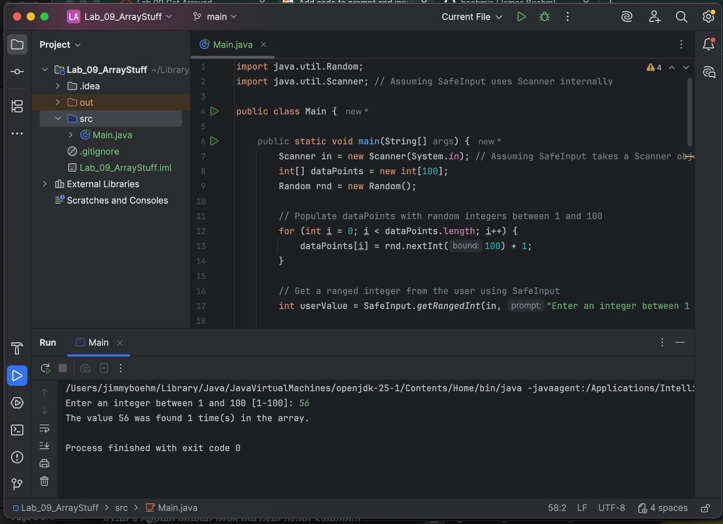 LA Lab_09_ArrayStuff main Current File
Project
Main.java
Lab_09_ArrayStuff ~/Library
.idea
out
src
Main.java
.gitignore
Lab_09_ArrayStuff.iml
External Libraries
Scratches and Consoles
4
1 import java.util.Random;
2 import java.util.Scanner; // Assuming SafeInput uses Scanner internally
3
4 public class Main { new *
5
6 public static void main(String[] args) { new *
7 Scanner in = new Scanner(System.in); // Assuming SafeInput takes a Scanner obj
8 int[] dataPoints = new int[100];
9 Random rnd = new Random();
10
11 // Populate dataPoints with random integers between 1 and 100
12 for (int i = 0; i < dataPoints.length; i++) {
13 dataPoints[i] = rnd.nextInt( bound: 100) + 1;
14 }
15
16 // Get a ranged integer from the user using SafeInput
17 int userValue = SafeInput.getRangedInt(in, prompt: "Enter an integer between 1
18
Run Main
/Users/jimmyboehm/Library/Java/JavaVirtualMachines/openjdk-25-1/Contents/Home/bin/java -javaagent:/Applications/Intelli
Enter an integer between 1 and 100 [1-100]: 56
The value 56 was found 1 time(s) in the array.
Process finished with exit code 0
Lab_09_ArrayStuff > src > Main.java 58:2 LF UTF-8 4 spaces